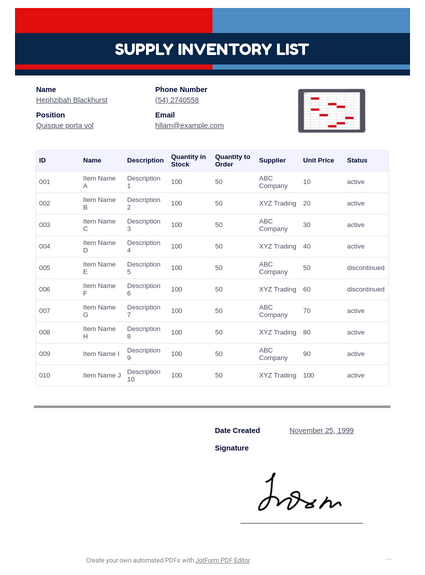 SUPPLY INVENTORY LIST
Name Phone Number
Hephzibah Blackhurst (54) 2740558
Position Email
Quisque porta vol hllam@example.com
ID Name Description Quantity in Stock Quantity to Order Supplier Unit Price Status
001 Item Name A Description 1 100 50 ABC Company 10 active
002 Item Name B Description 2 100 50 XYZ Trading 20 active
003 Item Name C Description 3 100 50 ABC Company 30 active
004 Item Name D Description 4 100 50 XYZ Trading 40 active
005 Item Name E Description 5 100 50 ABC Company 50 discontinued
006 Item Name F Description 6 100 50 XYZ Trading 60 discontinued
007 Item Name G Description 7 100 50 ABC Company 70 active
008 Item Name H Description 8 100 50 XYZ Trading 80 active
009 Item Name I Description 9 100 50 ABC Company 90 active
010 Item Name J Description 10 100 50 XYZ Trading 100 active
Date Created November 25, 1999
Signature
Create your own automated PDFs with JotForm PDF Editor